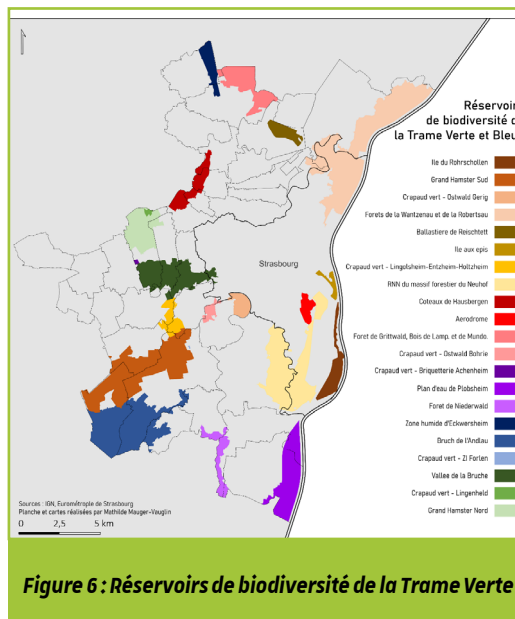 Réservoir
de biodiversité d
la Trame Verte et Bleu
Ile du Rohrschollen
Grand Hamster Sud
Crapaud vert - Ostwald Gerig
Forets de la Wantzenau et de la Robertsau
Ballastiere de Reischtett
Ile aux epis
Crapaud vert - Lingolsheim-Entzheim-Holtzheim
RNN du massif forestier du Neuhof
Coteaux de Hausbergen
Aerodrome
Foret de Grittwald, Bois de Lamp. et de Mundo.
Crapaud vert - Ostwald Bohrie
Crapaud vert - Briquetterie Achenheim
Plan d'eau de Plobsheim
Foret de Niederwald
Zone humide d'Eckwersheim
Bruch de l'Andlau
Crapaud vert - ZI Forlen
Vallee de la Bruche
Crapaud vert - Lingenheld
Grand Hamster Nord
Strasbourg
Sources : IGN, Eurométrople de Strasbourg
Planche et cartes réalisées par Mathilde Mauger-Vauglin
0 2,5 5 km
Figure 6 : Réservoirs de biodiversité de la Trame Verte